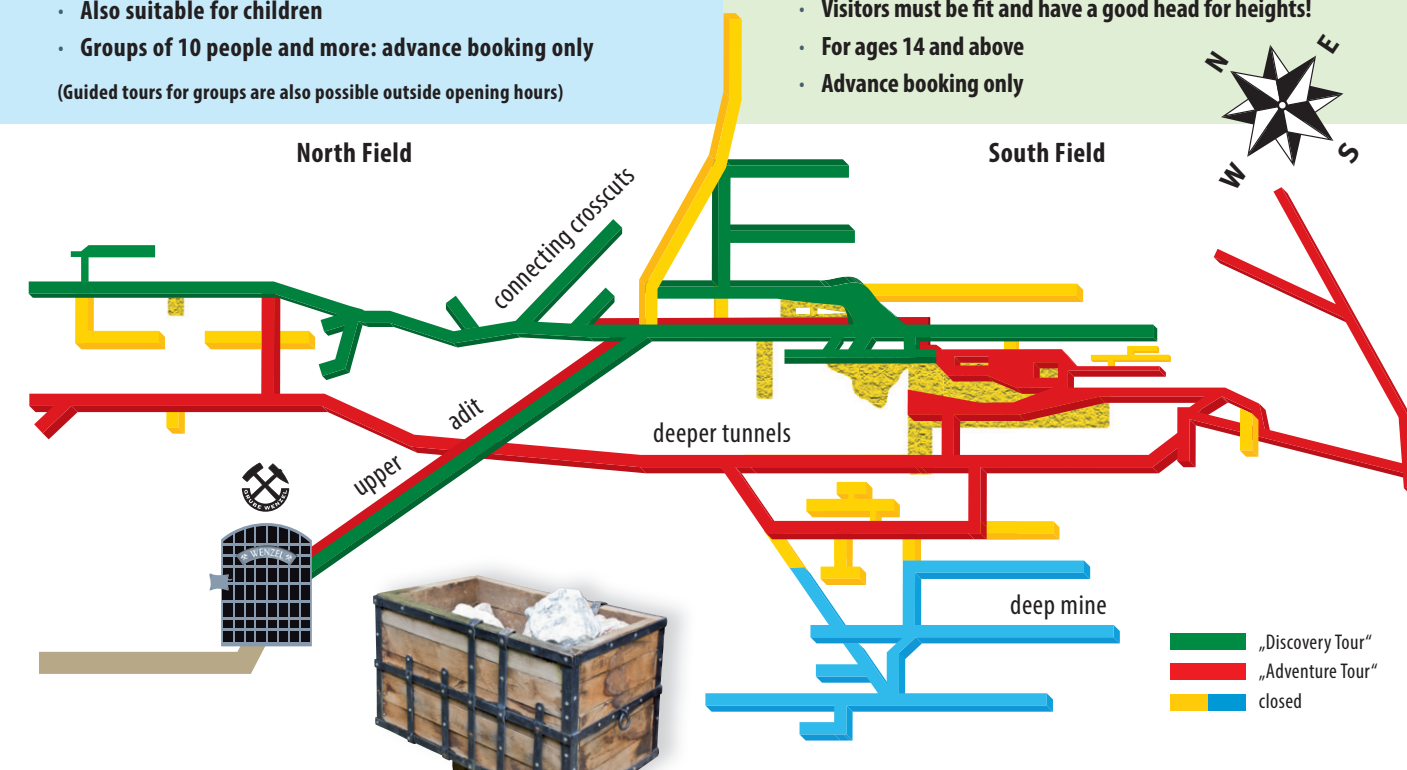 · Also suitable for children
· Groups of 10 people and more: advance booking only
(Guided tours for groups are also possible outside opening hours)
· Visitors must be fit and have a good head for heights!
· For ages 14 and above
· Advance booking only
N
E
S
W
North Field
South Field
connecting crosscuts
adit
upper
deeper tunnels
GRUBE WENZEL
WENZEL
deep mine
„Discovery Tour“
„Adventure Tour“
closed